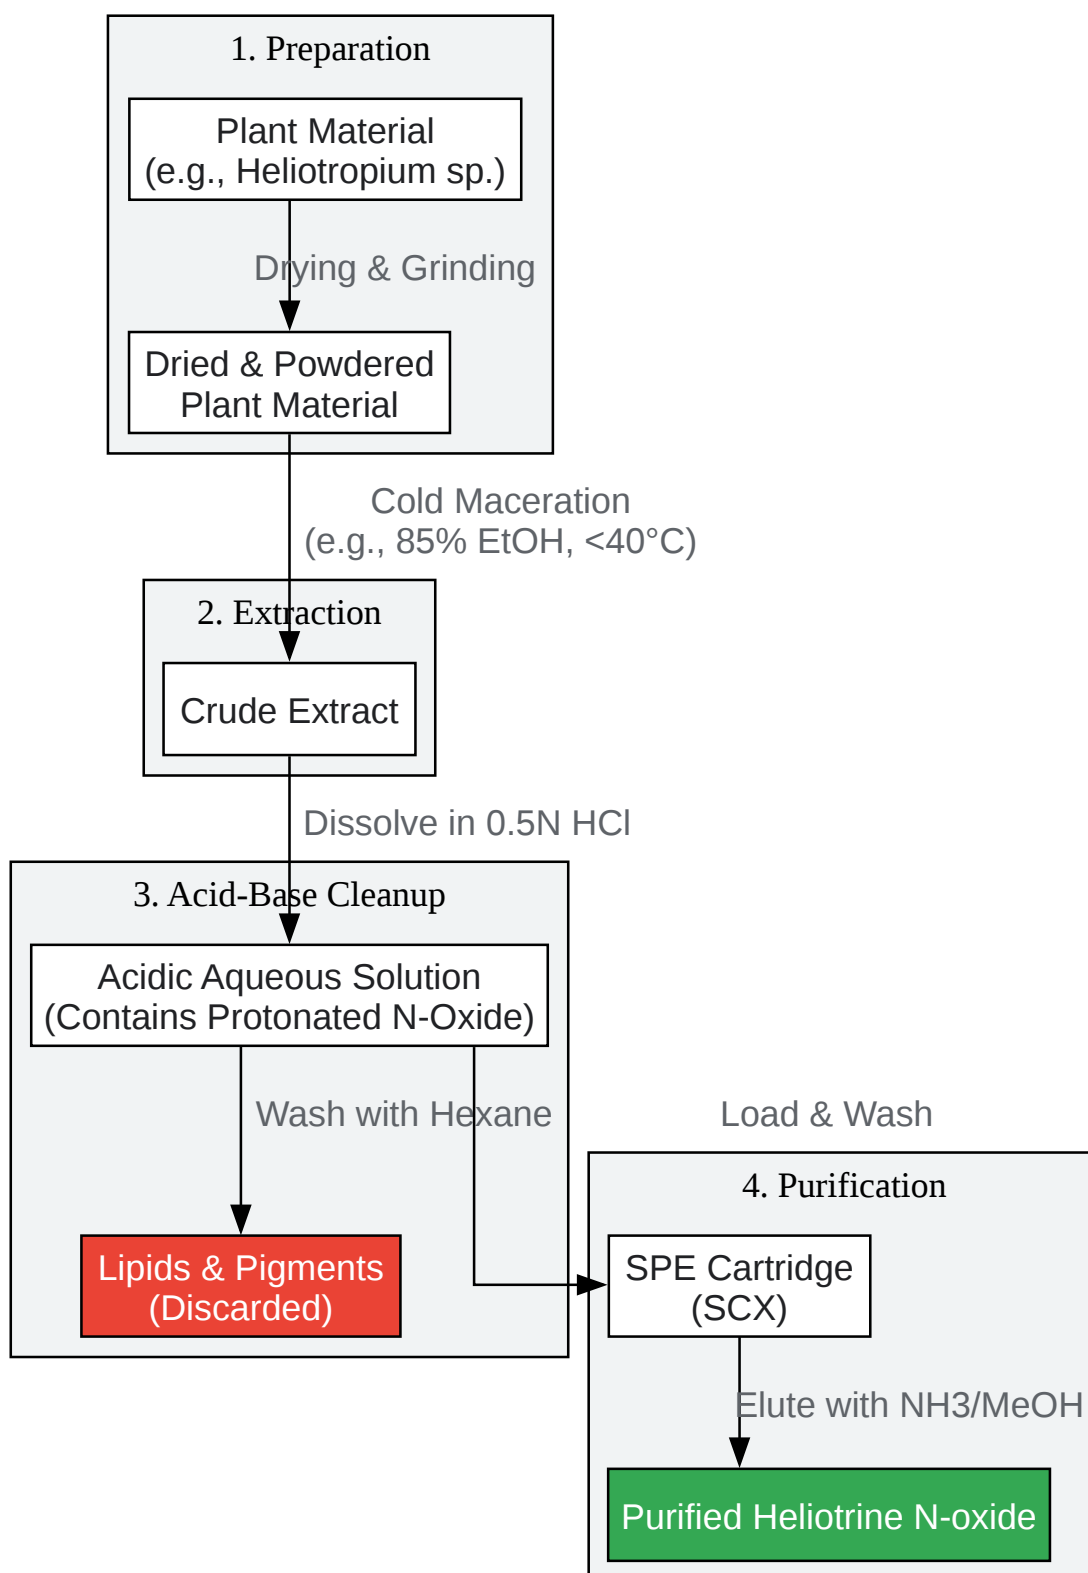 1. Preparation
Plant Material
(e.g., Heliotropium sp.)
Drying & Grinding
Dried & Powdered
Plant Material
Cold Maceration
(e.g., 85% EtOH, <40°C)
2. Extraction
Crude Extract
Dissolve in 0.5N HCl
3. Acid-Base Cleanup
Acidic Aqueous Solution
(Contains Protonated N-Oxide)
Wash with Hexane
Lipids & Pigments
(Discarded)
Load & Wash
4. Purification
SPE Cartridge
(SCX)
Elute with NH3/MeOH
Purified Heliotrine N-oxide